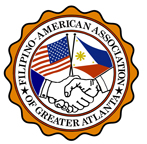 FILIPINO-AMERICAN ASSOCIATION
OF GREATER ATLANTA